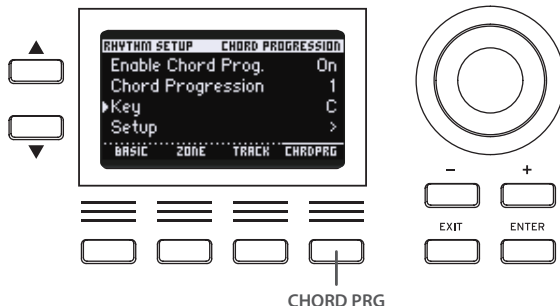 RHYTHM SETUP CHORD PROGRESSION
Enable Chord Prog. On
Chord Progression 1
Key C
Setup >
BASIC ZONE TRACK CHRDPRG
- +
EXIT ENTER
CHORD PRG